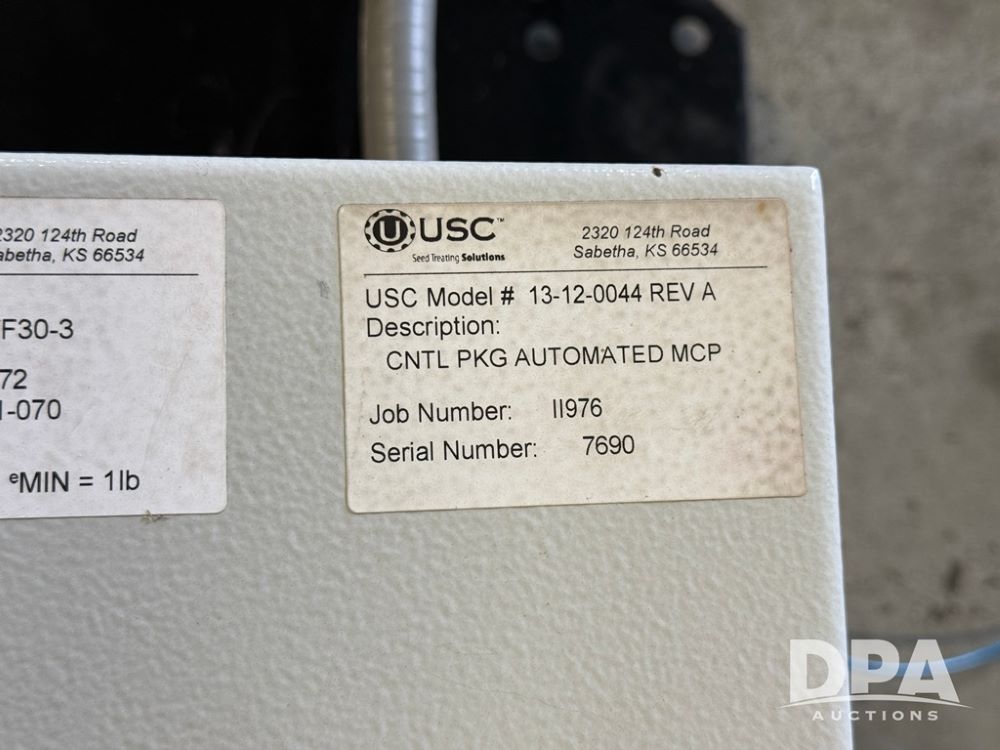 2320 124th Road
abetha, KS 66534
F30-3
72
1-070
eMIN = 1lb
U USC™
Seed Treating Solutions
2320 124th Road
Sabetha, KS 66534
USC Model # 13-12-0044 REV A
Description:
CNTL PKG AUTOMATED MCP
Job Number: II976
Serial Number: 7690
DPA
AUCTIONS